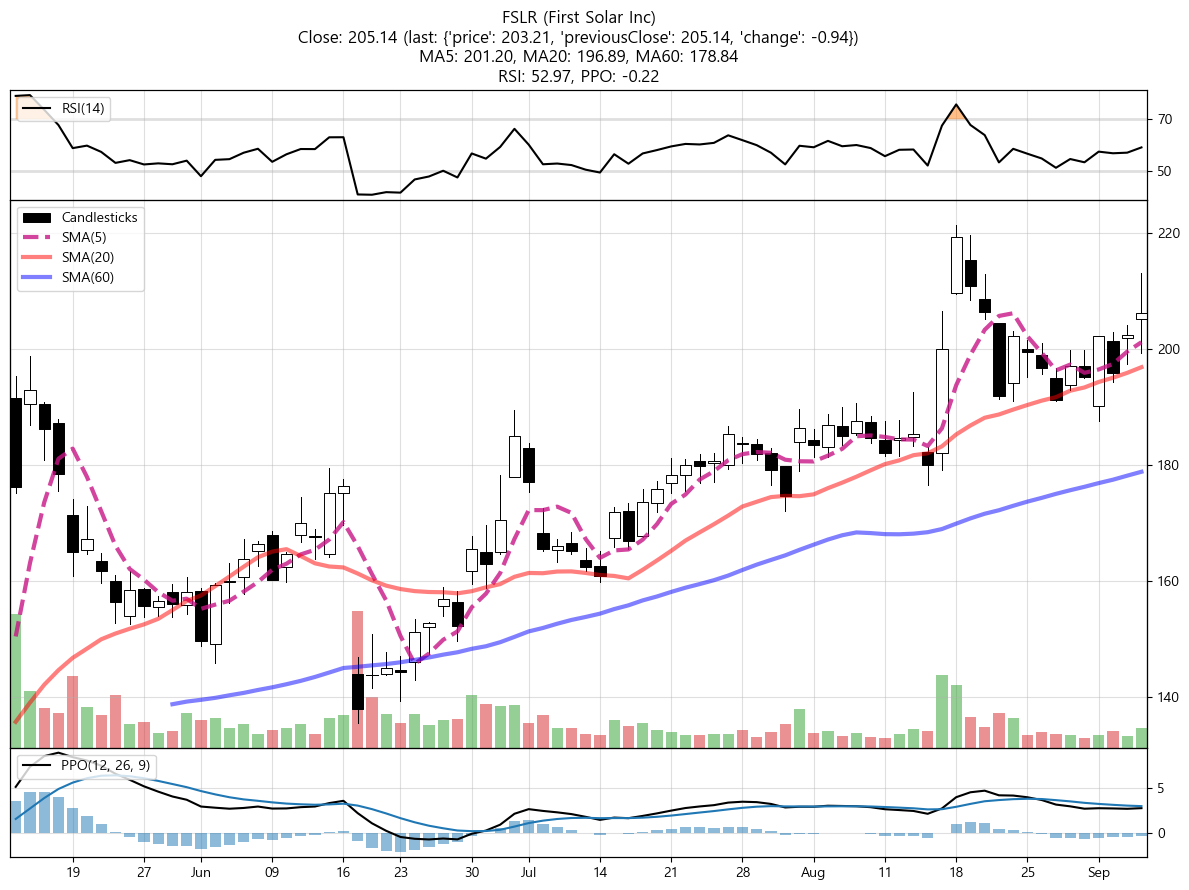 FSLR (First Solar Inc)
Close: 205.14 (last: {'price': 203.21, 'previousClose': 205.14, 'change': -0.94})
MA5: 201.20, MA20: 196.89, MA60: 178.84
RSI: 52.97, PPO: -0.22
RSI(14)
70
50
Candlesticks
SMA(5)
SMA(20)
SMA(60)
220
200
180
160
140
PPO(12, 26, 9)
5
0
19 27 Jun 09 16 23 30 Jul 14 21 28 Aug 11 18 25 Sep